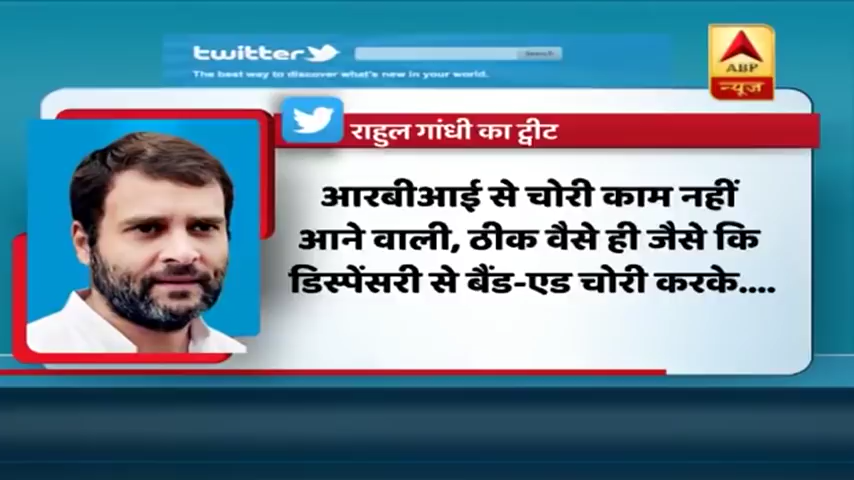 twitter
Search
The best way to discover what's new in your world.
ABP
न्यूज़
राहुल गांधी का ट्वीट
आरबीआई से चोरी काम नहीं
आने वाली, ठीक वैसे ही जैसे कि
डिस्पेंसरी से बैंड-एड चोरी करके....